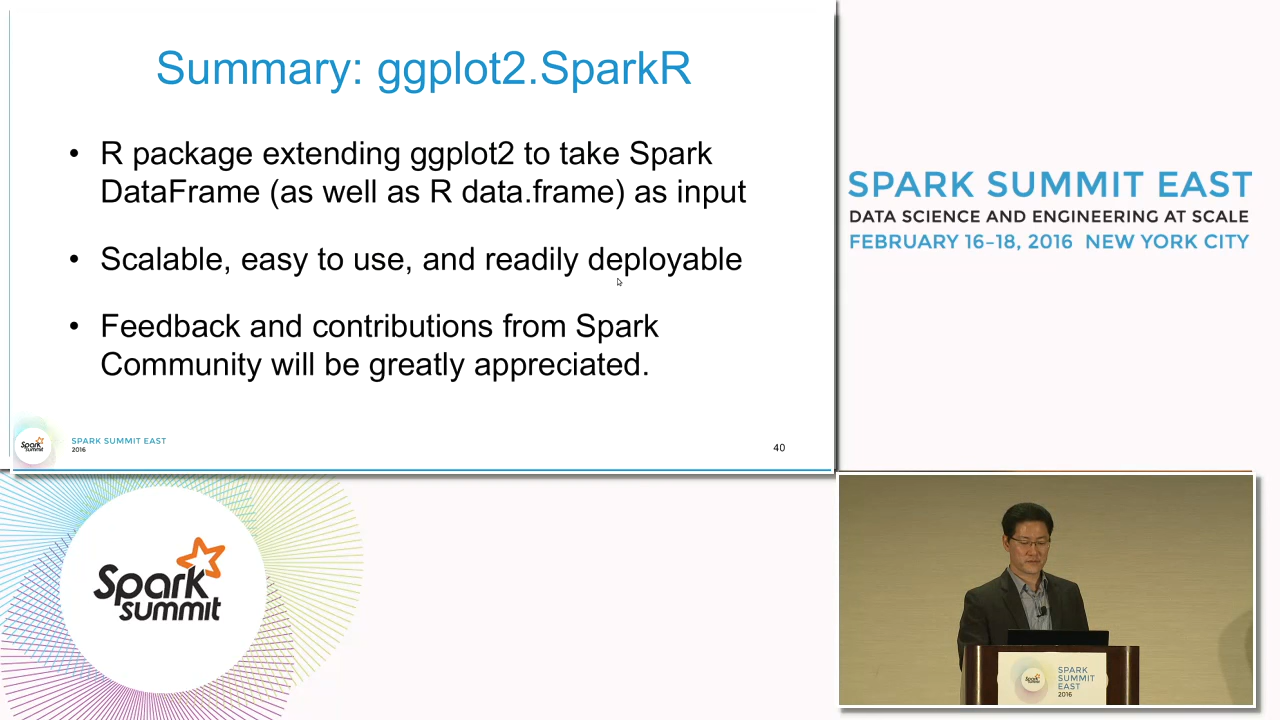 Summary: ggplot2.SparkR
• R package extending ggplot2 to take Spark
DataFrame (as well as R data.frame) as input
• Scalable, easy to use, and readily deployable
• Feedback and contributions from Spark
Community will be greatly appreciated.
Spark
summit
SPARK SUMMIT EAST
2016
40
SPARK SUMMIT EAST
DATA SCIENCE AND ENGINEERING AT SCALE
FEBRUARY 16–18, 2016 NEW YORK CITY
Spark
summit
Spark
SPARK
SUMMIT
EAST
2016